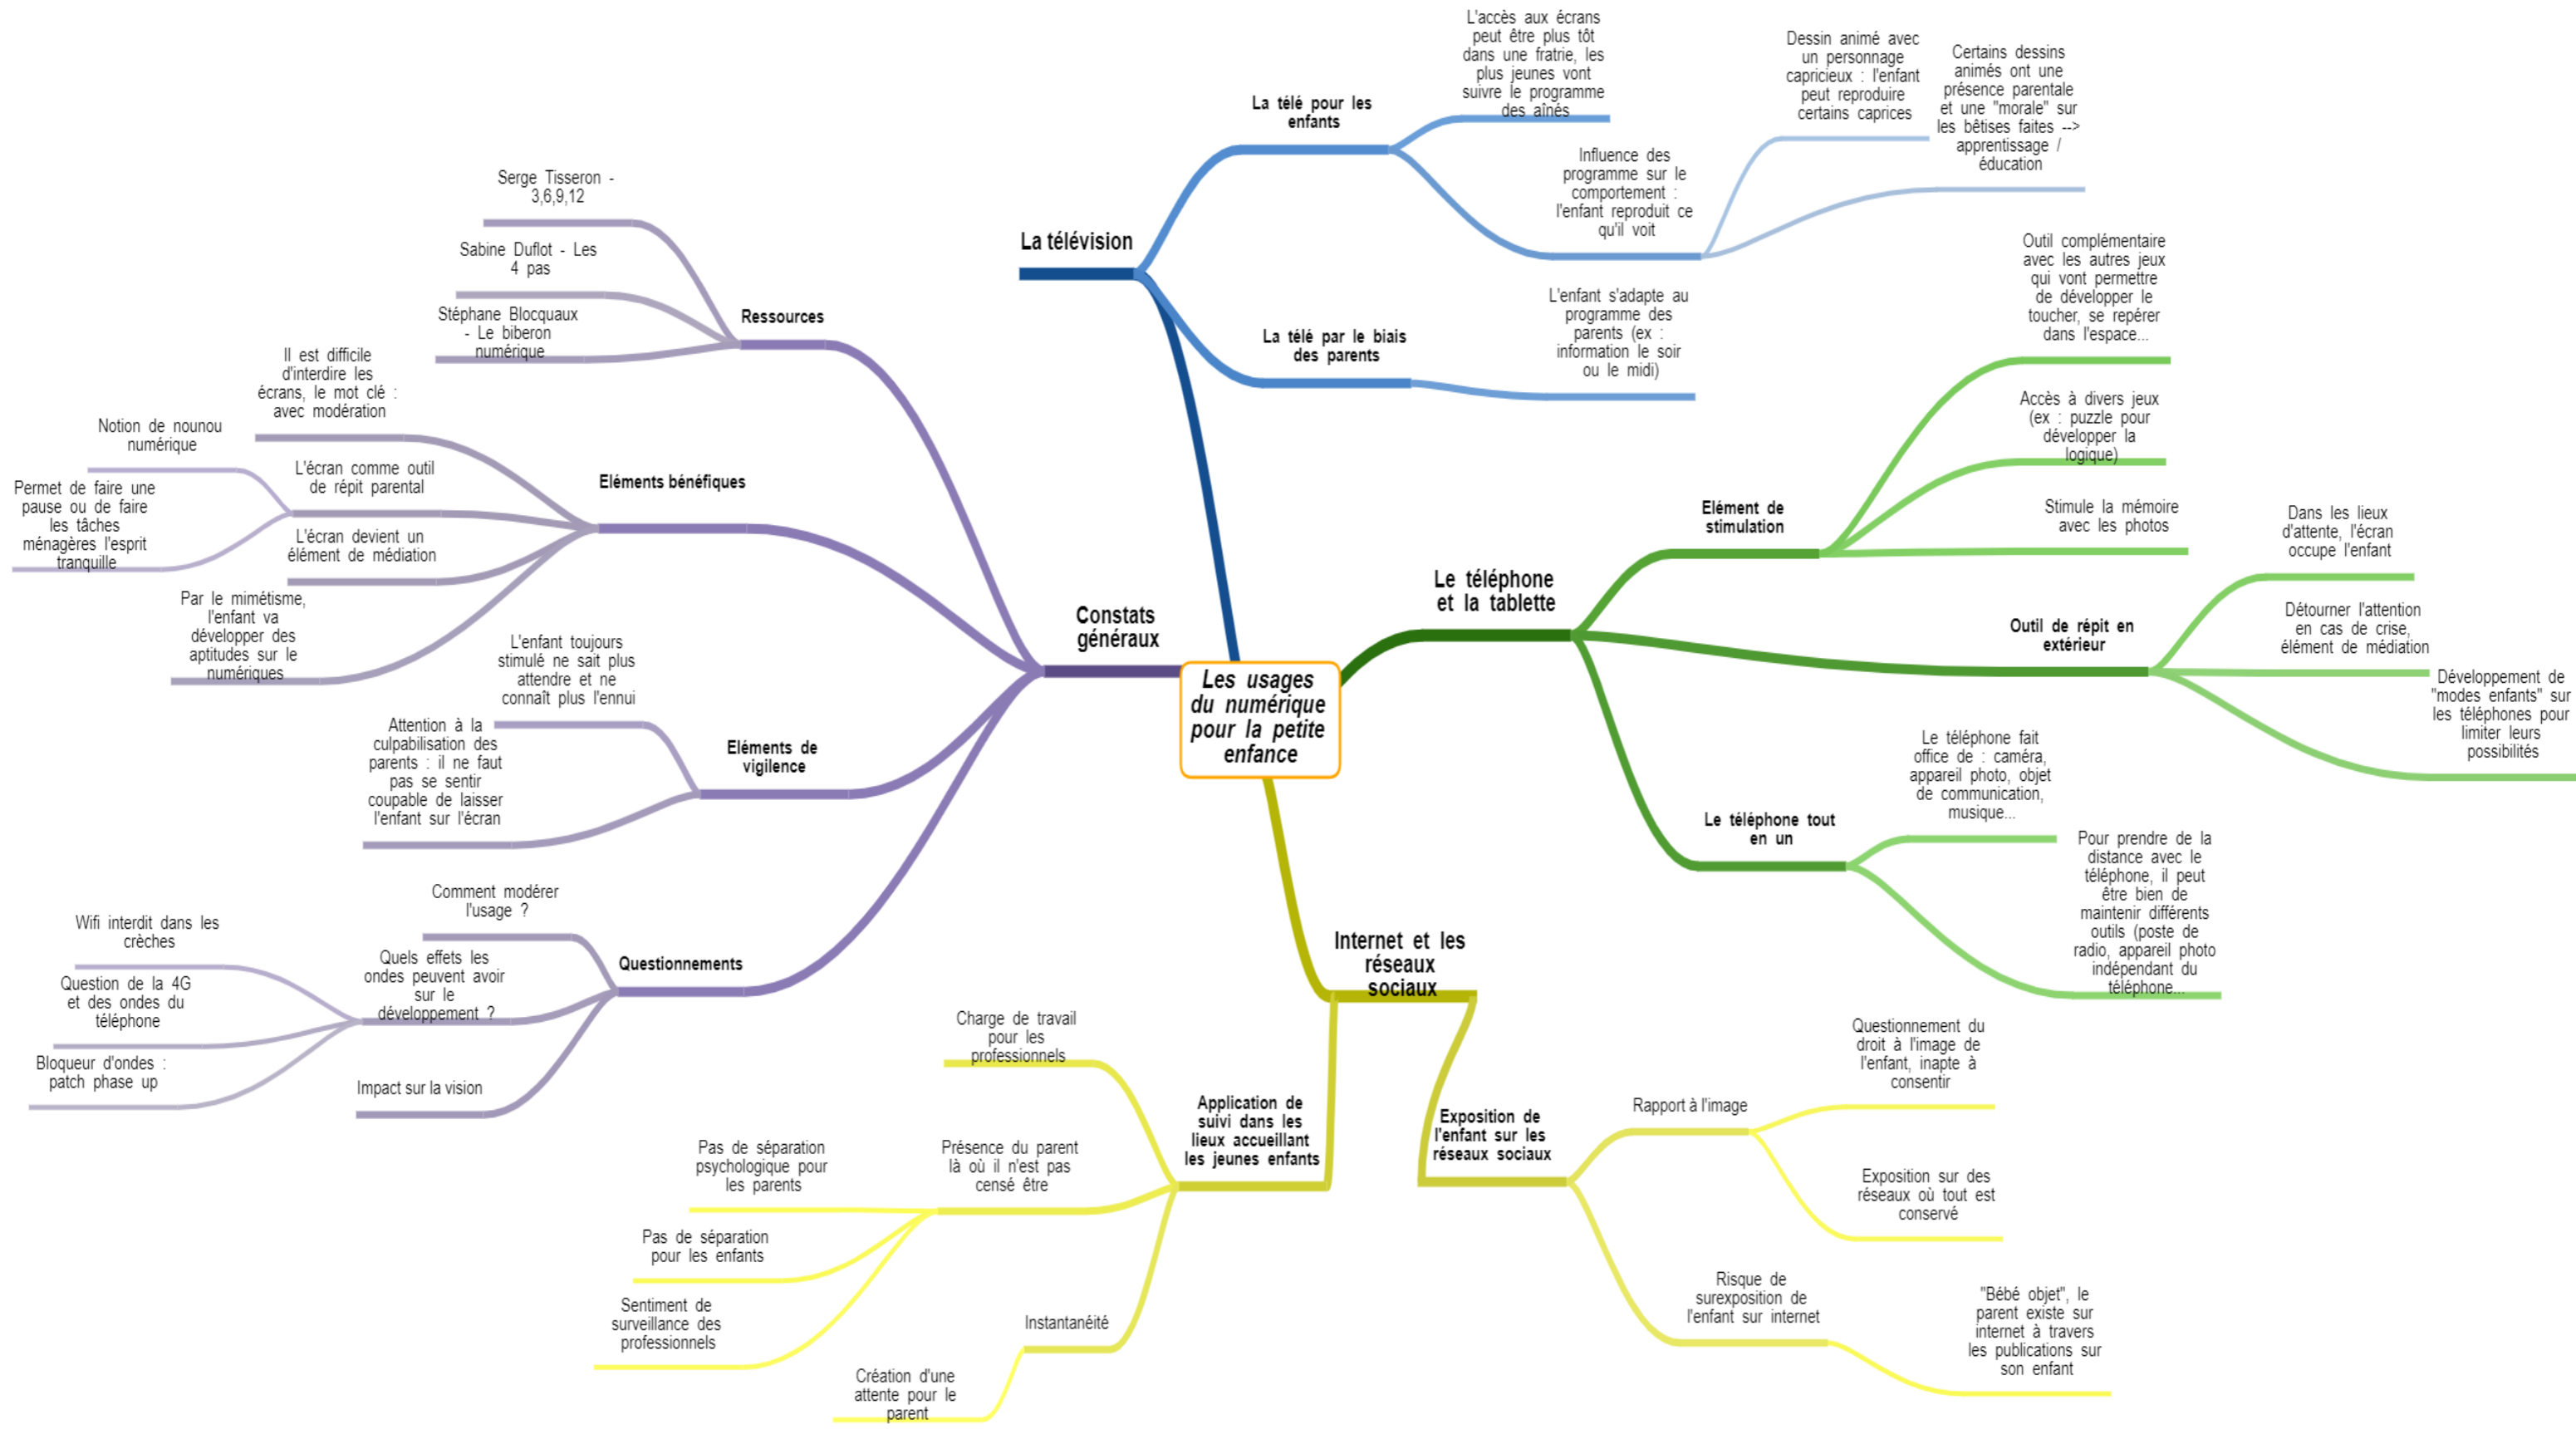 Les usages
du numérique
pour la petite
enfance
La télévision
La télé pour les
enfants
L'accès aux écrans
peut être plus tôt
dans une fratrie, les
plus jeunes vont
suivre le programme
des aînés
Influence des
programme sur le
comportement :
l'enfant reproduit ce
qu'il voit
Dessin animé avec
un personnage
capricieux : l'enfant
peut reproduire
certains caprices
Certains dessins
animés ont une
présence parentale
et une "morale" sur
les bêtises faites -->
apprentissage /
éducation
La télé par le biais
des parents
L'enfant s'adapte au
programme des
parents (ex :
information le soir
ou le midi)
Le téléphone
et la tablette
Elément de
stimulation
Outil complémentaire
avec les autres jeux
qui vont permettre
de développer le
toucher, se repérer
dans l'espace...
Accès à divers jeux
(ex : puzzle pour
développer la
logique)
Stimule la mémoire
avec les photos
Outil de répit en
extérieur
Dans les lieux
d'attente, l'écran
occupe l'enfant
Détourner l'attention
en cas de crise,
élément de médiation
Développement de
"modes enfants" sur
les téléphones pour
limiter leurs
possibilités
Le téléphone tout
en un
Le téléphone fait
office de : caméra,
appareil photo, objet
de communication,
musique...
Pour prendre de la
distance avec le
téléphone, il peut
être bien de
maintenir différents
outils (poste de
radio, appareil photo
indépendant du
téléphone...
Internet et les
réseaux
sociaux
Exposition de
l'enfant sur les
réseaux sociaux
Rapport à l'image
Questionnement du
droit à l'image de
l'enfant, inapte à
consentir
Exposition sur des
réseaux où tout est
conservé
Risque de
surexposition de
l'enfant sur internet
"Bébé objet", le
parent existe sur
internet à travers
les publications sur
son enfant
Application de
suivi dans les
lieux accueillant
les jeunes enfants
Charge de travail
pour les
professionnels
Présence du parent
là où il n'est pas
censé être
Pas de séparation
psychologique pour
les parents
Pas de séparation
pour les enfants
Sentiment de
surveillance des
professionnels
Instantanéité
Création d'une
attente pour le
parent
Constats
généraux
Ressources
Serge Tisseron -
3,6,9,12
Sabine Duflot - Les
4 pas
Stéphane Blocquaux
- Le biberon
numérique
Eléments bénéfiques
Il est difficile
d'interdire les
écrans, le mot clé :
avec modération
L'écran comme outil
de répit parental
Notion de nounou
numérique
Permet de faire une
pause ou de faire
les tâches
ménagères l'esprit
tranquille
L'écran devient un
élément de médiation
Par le mimétisme,
l'enfant va
développer des
aptitudes sur le
numériques
Eléments de
vigilence
L'enfant toujours
stimulé ne sait plus
attendre et ne
connaît plus l'ennui
Attention à la
culpabilisation des
parents : il ne faut
pas se sentir
coupable de laisser
l'enfant sur l'écran
Questionnements
Comment modérer
l'usage ?
Quels effets les
ondes peuvent avoir
sur le
développement ?
Wifi interdit dans les
crèches
Question de la 4G
et des ondes du
téléphone
Bloqueur d'ondes :
patch phase up
Impact sur la vision